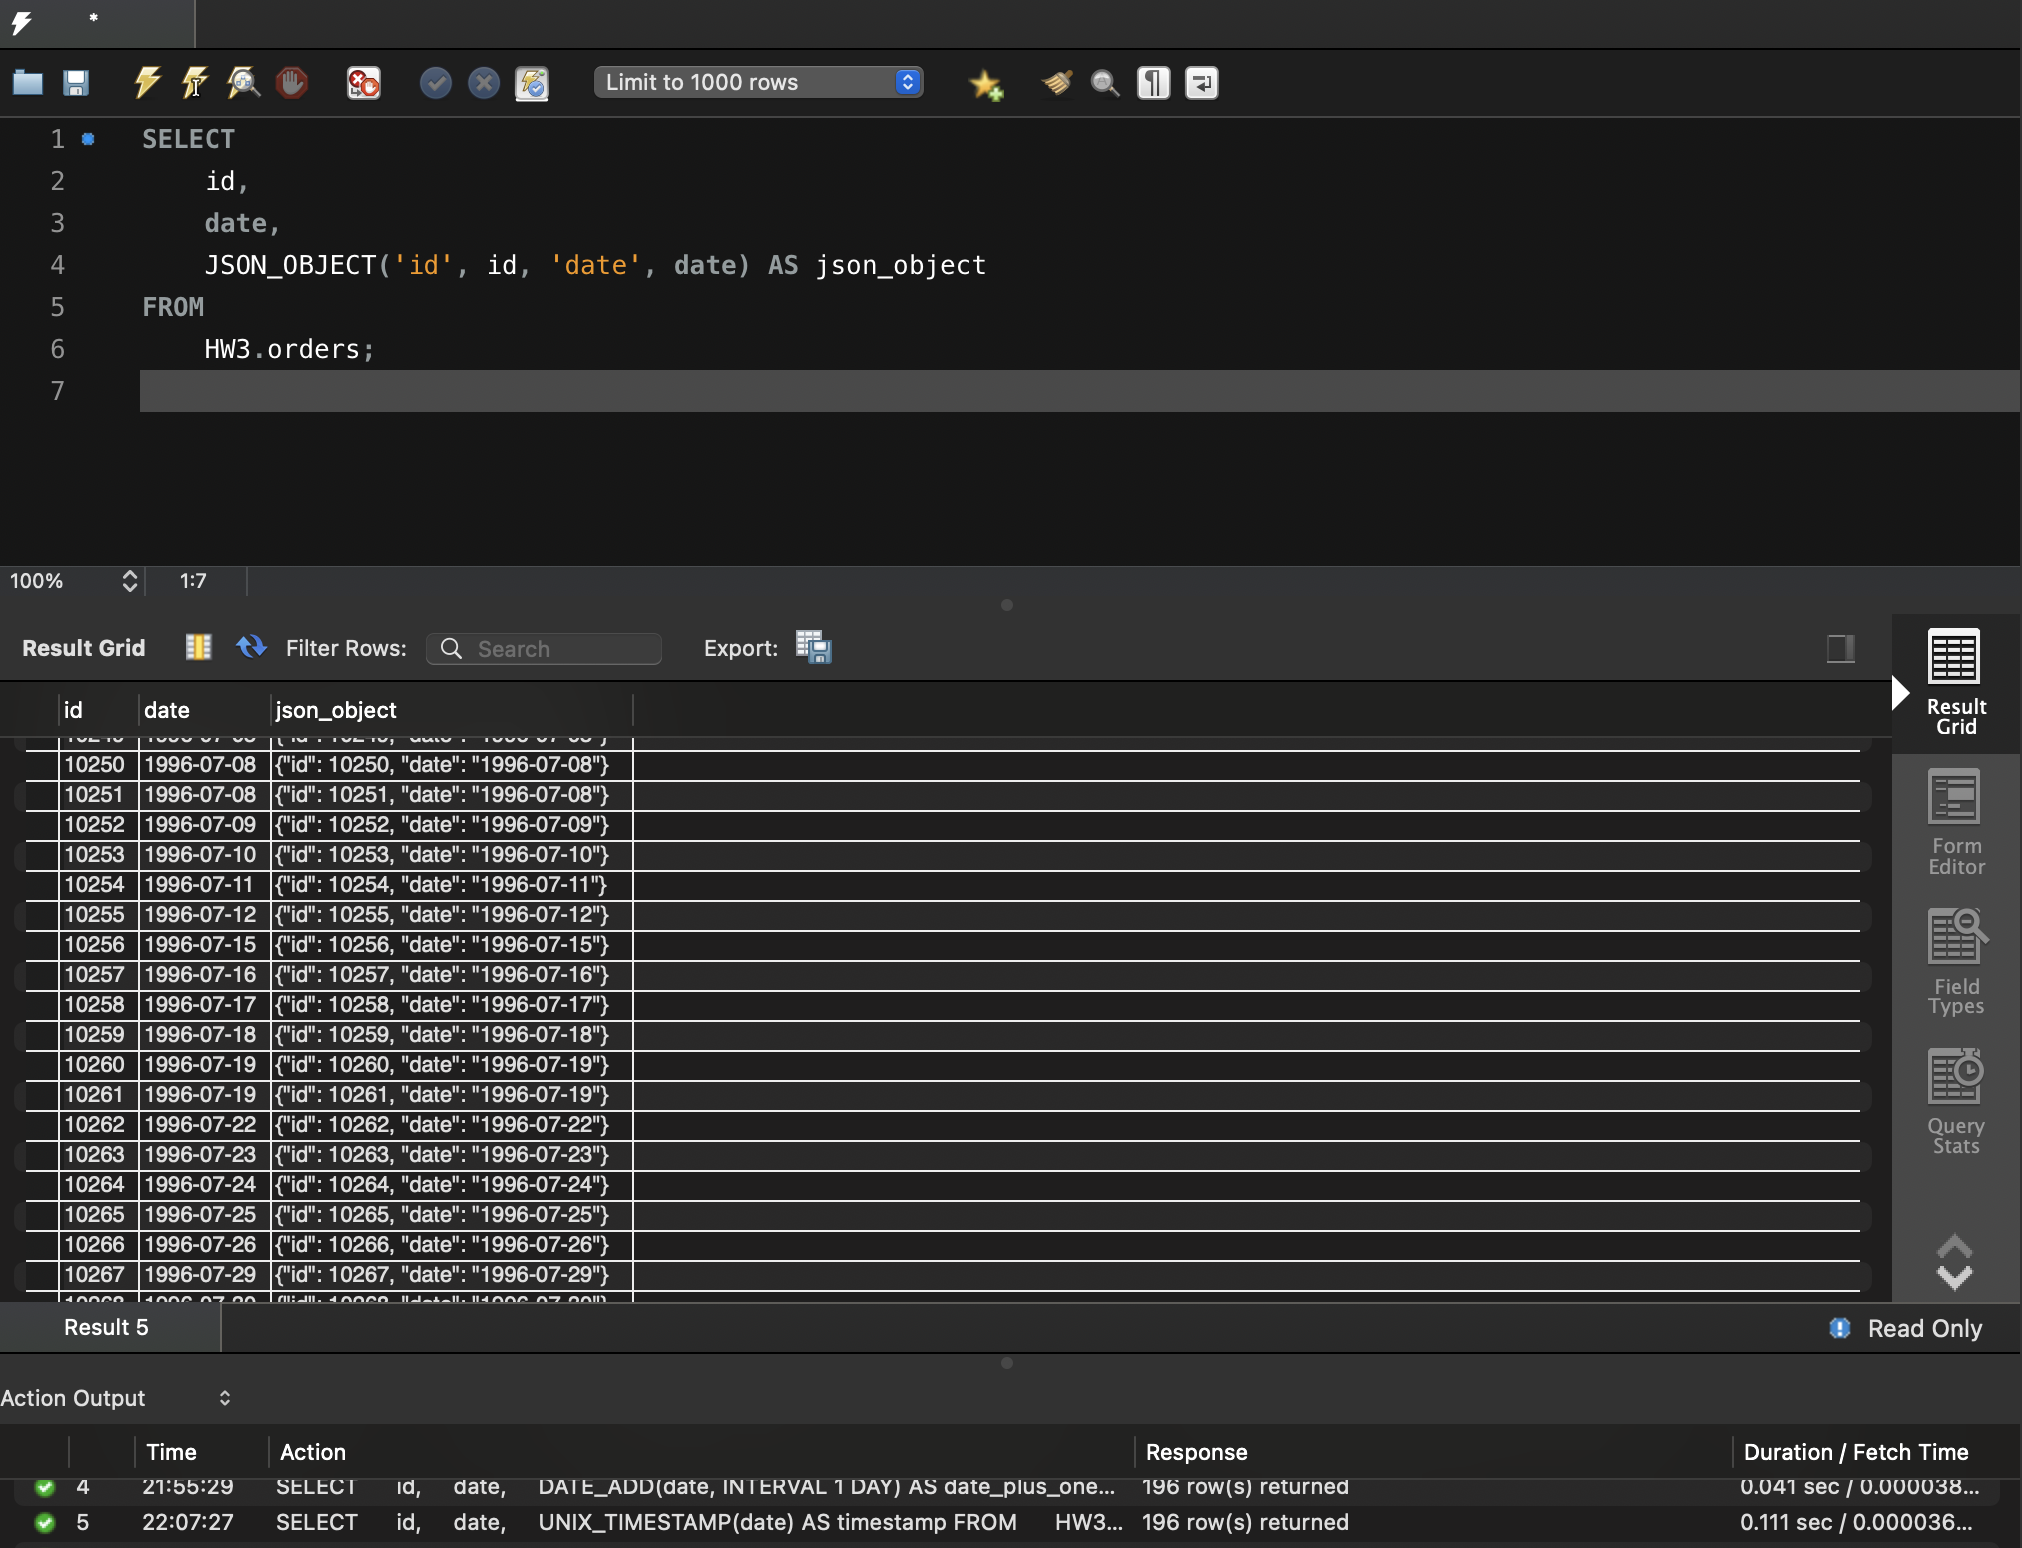 *
Limit to 1000 rows
1 SELECT
2 id,
3 date,
4 JSON_OBJECT('id', id, 'date', date) AS json_object
5 FROM
6 HW3.orders;
7
100% 1:7
Result Grid Filter Rows: Search Export:
id date json_object
10250 1996-07-08 {"id": 10250, "date": "1996-07-08"}
10251 1996-07-08 {"id": 10251, "date": "1996-07-08"}
10252 1996-07-09 {"id": 10252, "date": "1996-07-09"}
10253 1996-07-10 {"id": 10253, "date": "1996-07-10"}
10254 1996-07-11 {"id": 10254, "date": "1996-07-11"}
10255 1996-07-12 {"id": 10255, "date": "1996-07-12"}
10256 1996-07-15 {"id": 10256, "date": "1996-07-15"}
10257 1996-07-16 {"id": 10257, "date": "1996-07-16"}
10258 1996-07-17 {"id": 10258, "date": "1996-07-17"}
10259 1996-07-18 {"id": 10259, "date": "1996-07-18"}
10260 1996-07-19 {"id": 10260, "date": "1996-07-19"}
10261 1996-07-19 {"id": 10261, "date": "1996-07-19"}
10262 1996-07-22 {"id": 10262, "date": "1996-07-22"}
10263 1996-07-23 {"id": 10263, "date": "1996-07-23"}
10264 1996-07-24 {"id": 10264, "date": "1996-07-24"}
10265 1996-07-25 {"id": 10265, "date": "1996-07-25"}
10266 1996-07-26 {"id": 10266, "date": "1996-07-26"}
10267 1996-07-29 {"id": 10267, "date": "1996-07-29"}
Result
Grid
Form
Editor
Field
Types
Query
Stats
Result 5 Read Only
Action Output
Time Action Response Duration / Fetch Time
4 21:55:29 SELECT id, date, DATE_ADD(date, INTERVAL 1 DAY) AS date_plus_one... 196 row(s) returned 0.041 sec / 0.000038...
5 22:07:27 SELECT id, date, UNIX_TIMESTAMP(date) AS timestamp FROM HW3... 196 row(s) returned 0.111 sec / 0.000036...